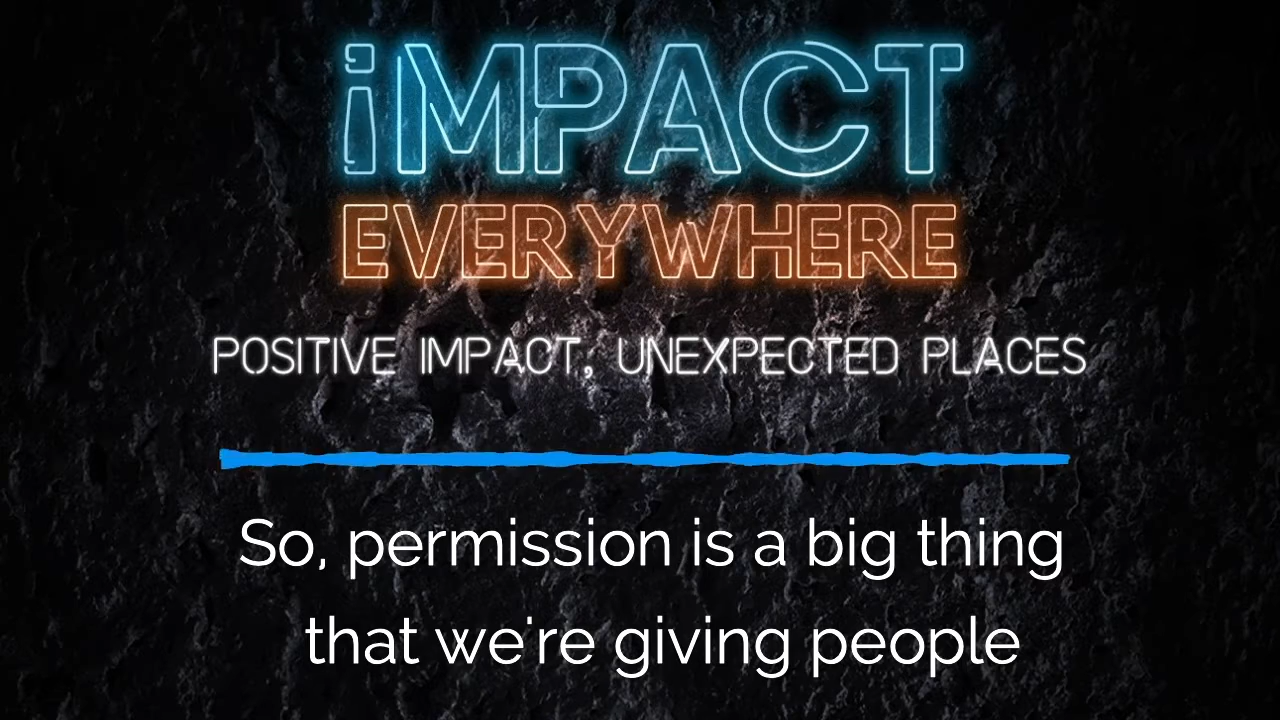 iMPACT
EVERYWHERE
POSITIVE IMPACT, UNEXPECTED PLACES
So, permission is a big thing
that we're giving people